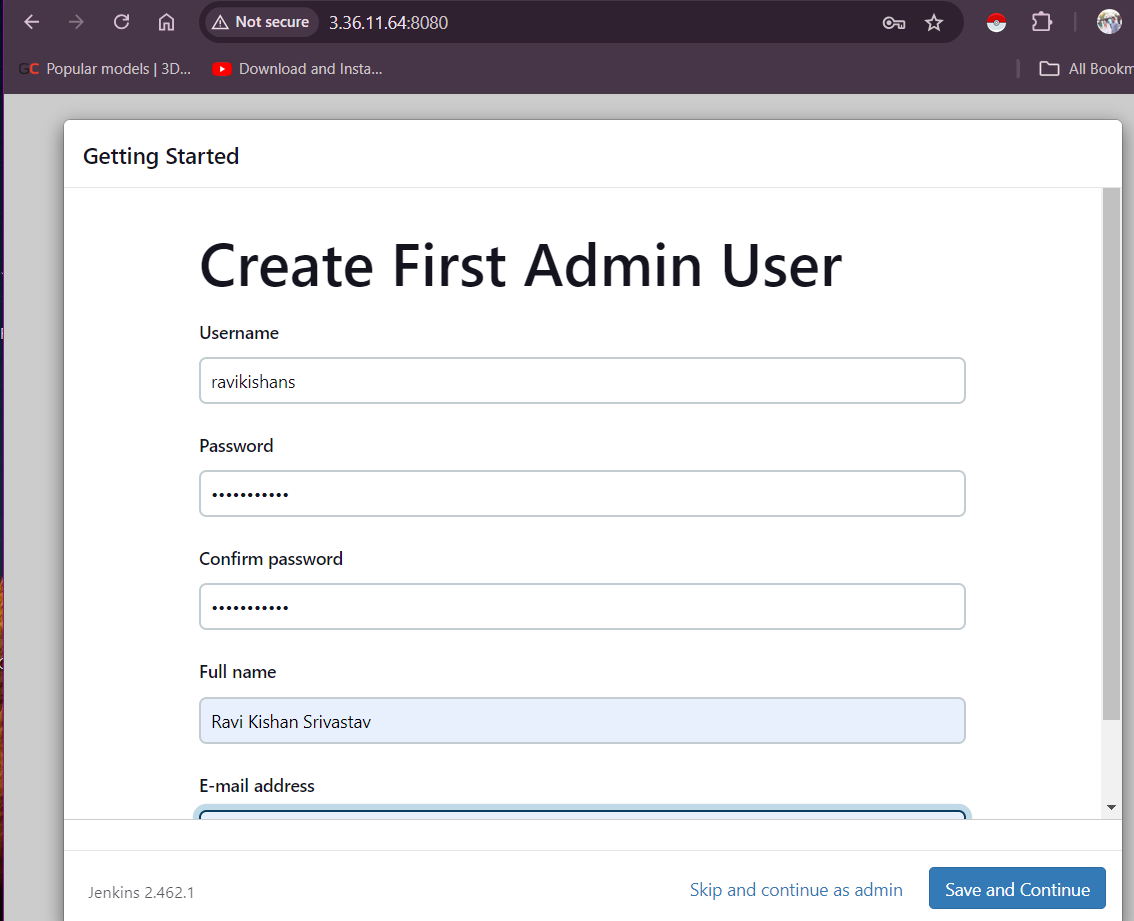 Not secure 3.36.11.64:8080
GC Popular models | 3D... Download and Insta... All Bookm
Getting Started
Create First Admin User
Username
ravikishans
Password
•••••••••••
Confirm password
•••••••••••
Full name
Ravi Kishan Srivastav
E-mail address
Jenkins 2.462.1 Skip and continue as admin Save and Continue